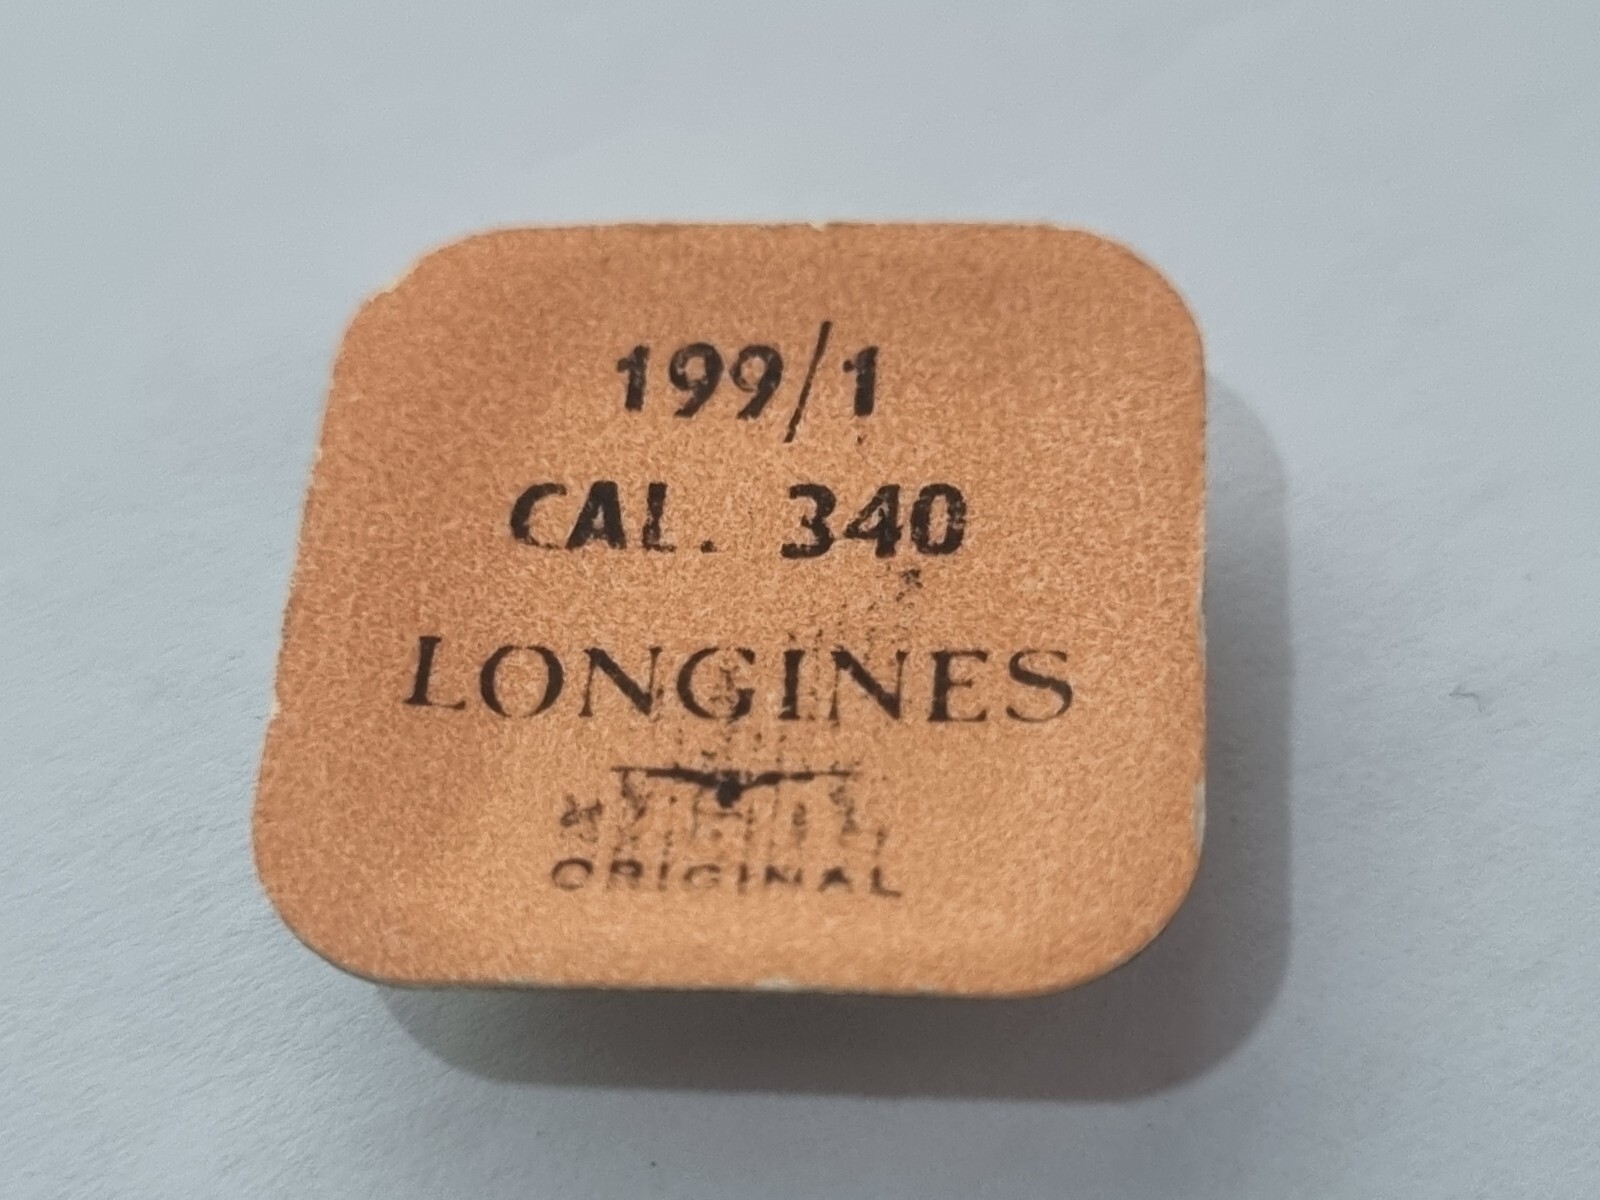 199/1
CAL. 340
LONGINES
ORIGINAL